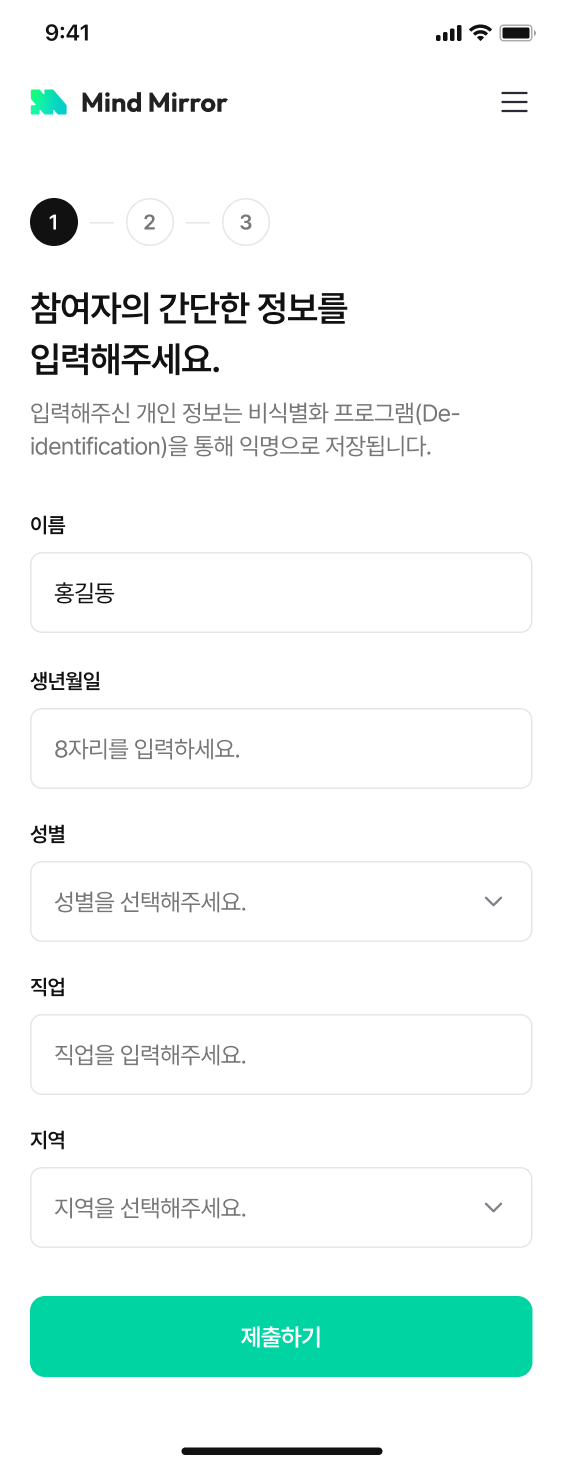 9:41
Mind Mirror
1 2 3
참여자의 간단한 정보를
입력해주세요.
입력해주신 개인 정보는 비식별화 프로그램(De-
identification)을 통해 익명으로 저장됩니다.
이름
홍길동
생년월일
8자리를 입력하세요.
성별
성별을 선택해주세요.
직업
직업을 입력해주세요.
지역
지역을 선택해주세요.
제출하기